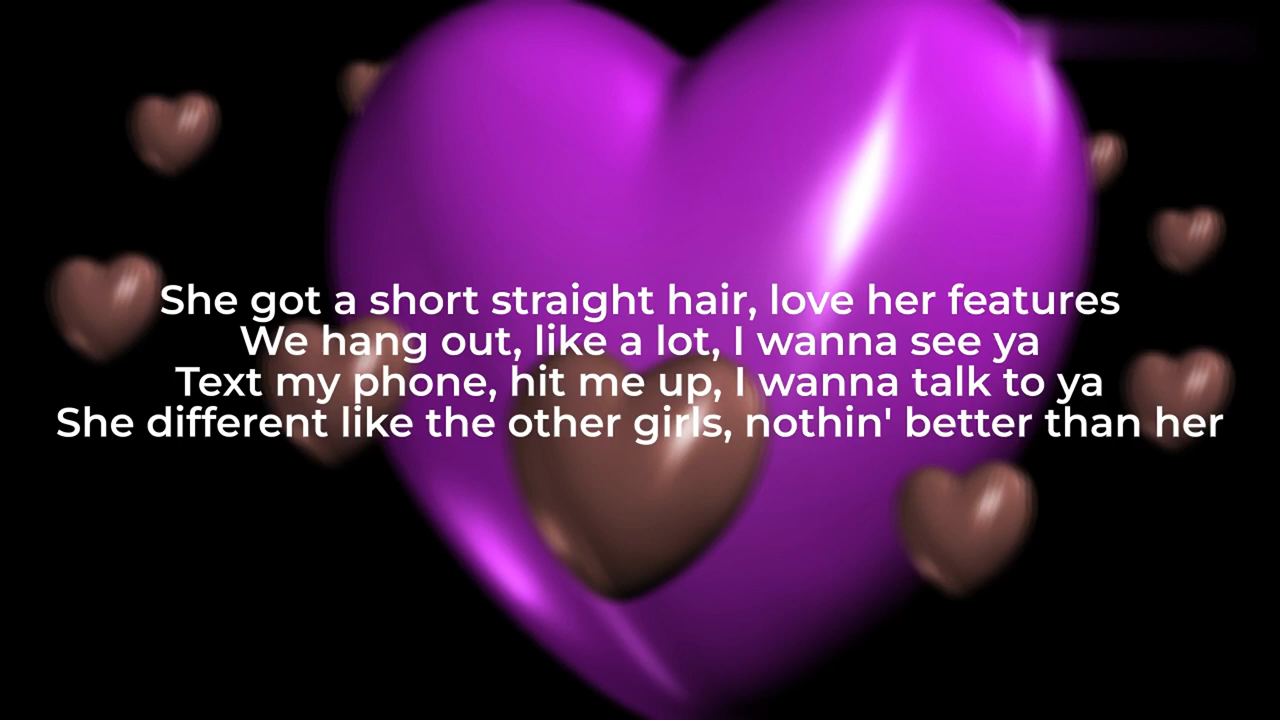 She got a short straight hair, love her features
We hang out, like a lot, I wanna see ya
Text my phone, hit me up, I wanna talk to ya
She different like the other girls, nothin' better than her